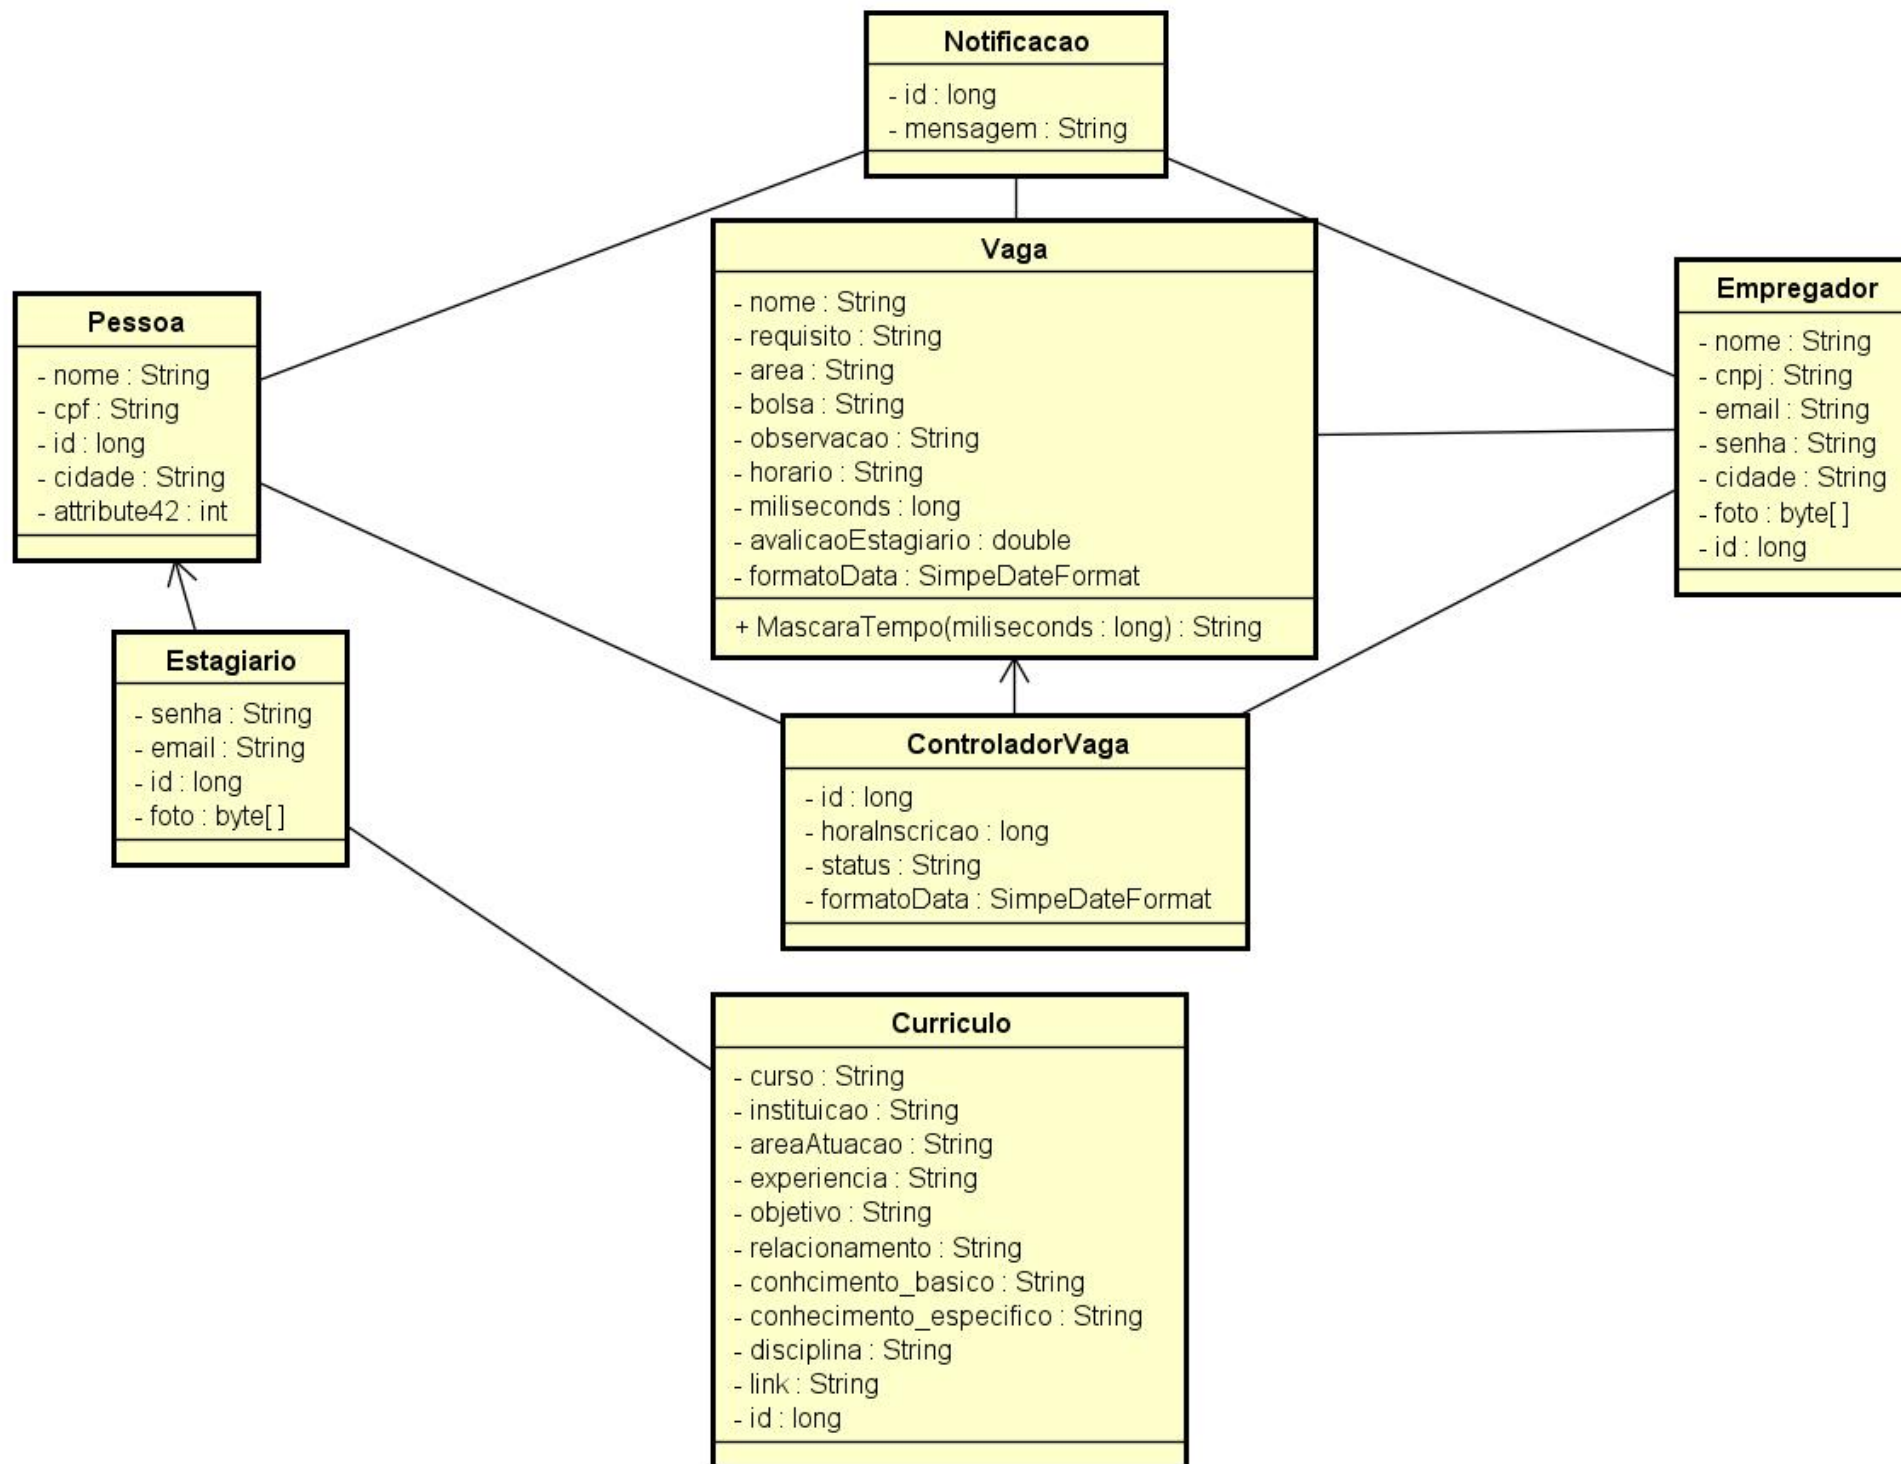 Notificacao
- id : long
- mensagem : String
Vaga
- nome : String
- requisito : String
- area : String
- bolsa : String
- observacao : String
- horario : String
- miliseconds : long
- avalicaoEstagiario : double
- formatoData : SimpeDateFormat
+ MascaraTempo(miliseconds : long) : String
Empregador
- nome : String
- cnpj : String
- email : String
- senha : String
- cidade : String
- foto : byte[ ]
- id : long
Pessoa
- nome : String
- cpf : String
- id : long
- cidade : String
- attribute42 : int
Estagiario
- senha : String
- email : String
- id : long
- foto : byte[ ]
ControladorVaga
- id : long
- horaInscricao : long
- status : String
- formatoData : SimpeDateFormat
Curriculo
- curso : String
- instituicao : String
- areaAtuacao : String
- experiencia : String
- objetivo : String
- relacionamento : String
- conhcimento_basico : String
- conhecimento_especifico : String
- disciplina : String
- link : String
- id : long